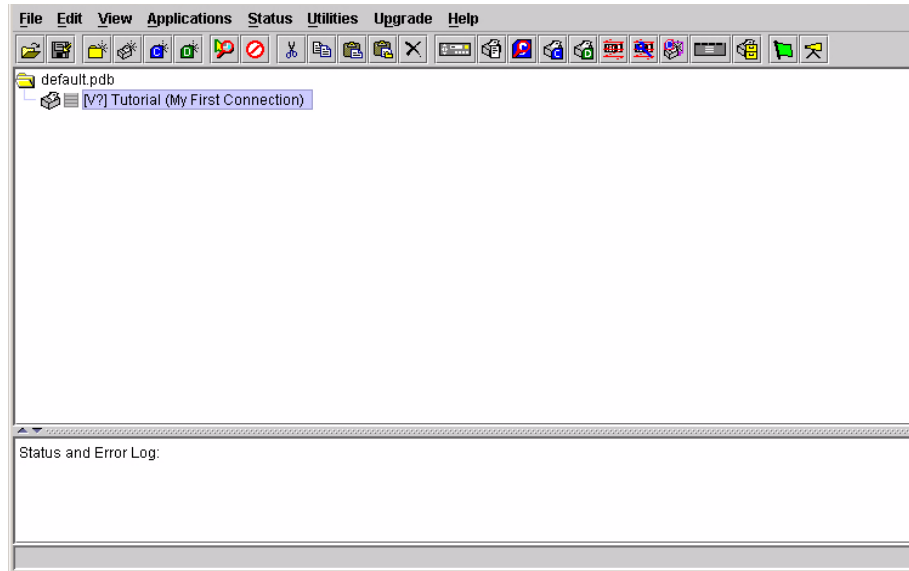 File Edit View Applications Status Utilities Upgrade Help
default.pdb
[V?] Tutorial (My First Connection)
Status and Error Log: